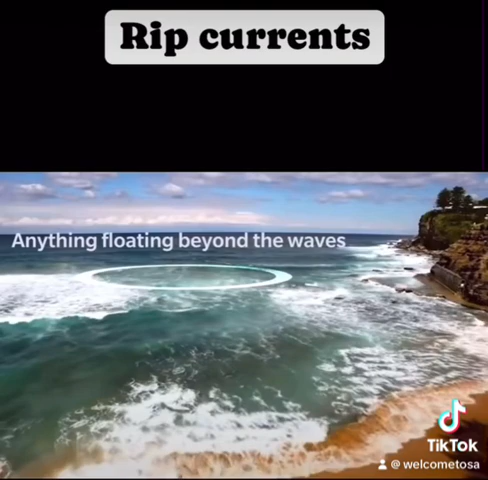 Rip currents
Anything floating beyond the waves
TikTok
@ welcometosa